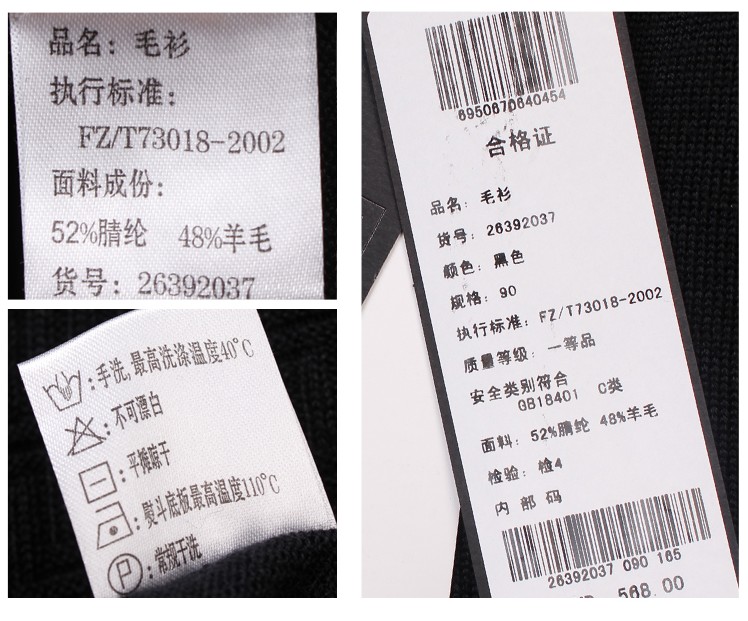 品名: 毛衫
执行标准:
FZ/T73018-2002
面料成份:
52%腈纶 48%羊毛
货号: 26392037
:手洗,最高洗涤温度40℃
:不可漂白
:平摊晾干
:熨斗底板最高温度110℃
P :常规干洗
6950670640454
合格证
品名: 毛衫
货号: 26392037
颜色: 黑色
规格: 90
执行标准: FZ/T73018-2002
质量等级: 一等品
安全类别符合
GB18401 C类
面料: 52%腈纶 48%羊毛
检验: 检4
内部码
26392037 090 165
568.00